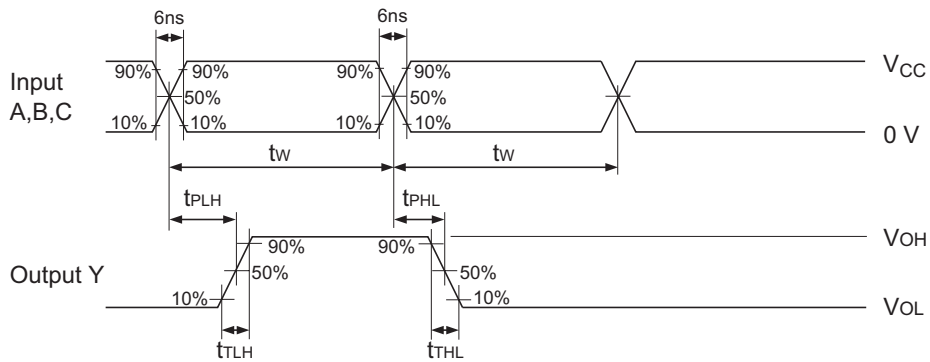 6ns 6ns
90% 90% 90% 90% VCC
Input
A,B,C
50% 50%
10% 10% 10% 10% 0 V
tW tW
tPLH tPHL
90% 90% VOH
Output Y
50% 50%
10% 10% VOL
tTLH tTHL